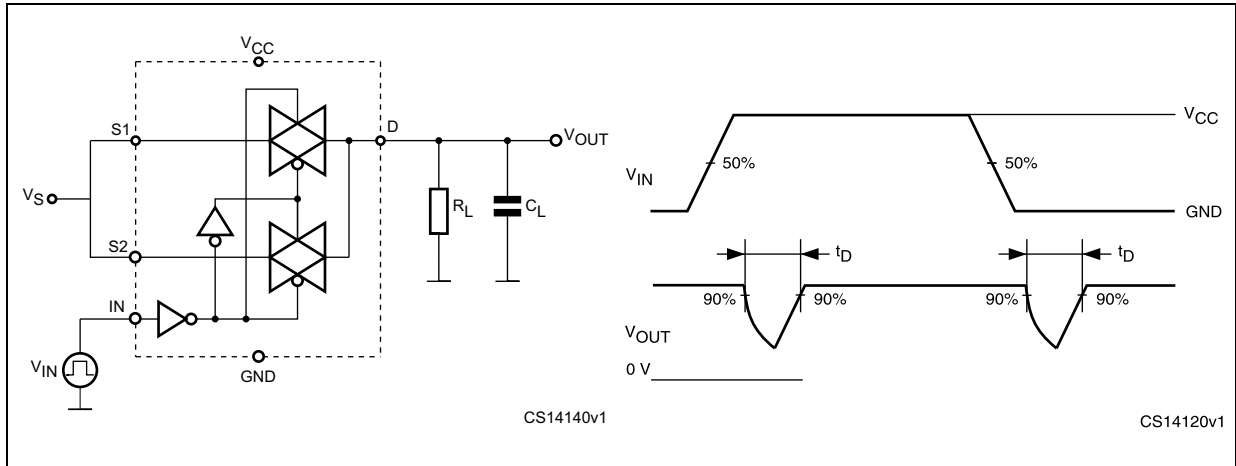 VCC
S1
D
VOUT
VS
RL
CL
S2
IN
VIN
GND
CS14140v1
VCC
50%
50%
VIN
GND
tD
tD
90%
90%
90%
90%
VOUT
0 V
CS14120v1